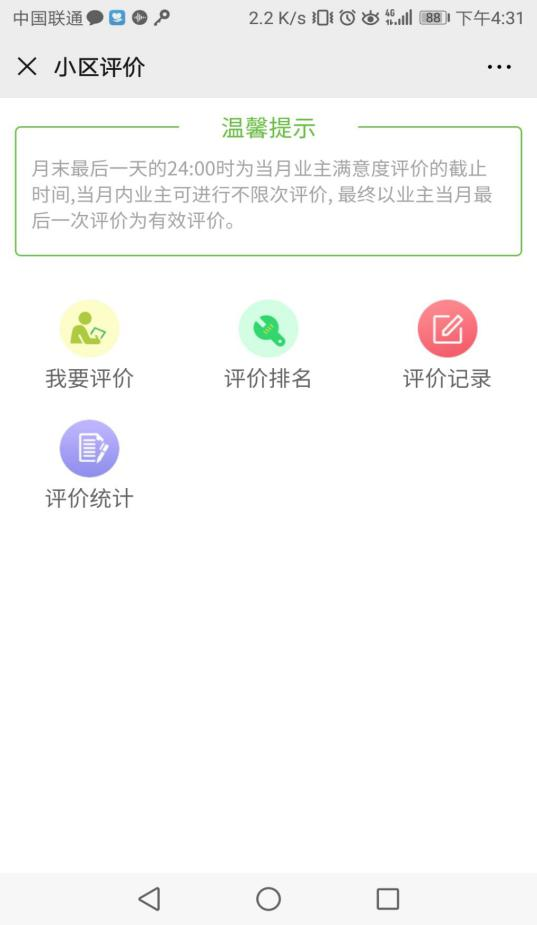 中国联通 2.2 K/s 4G 88 下午4:31
小区评价
温馨提示
月末最后一天的24:00时为当月业主满意度评价的截止
时间,当月内业主可进行不限次评价, 最终以业主当月最
后一次评价为有效评价。
我要评价 评价排名 评价记录
评价统计